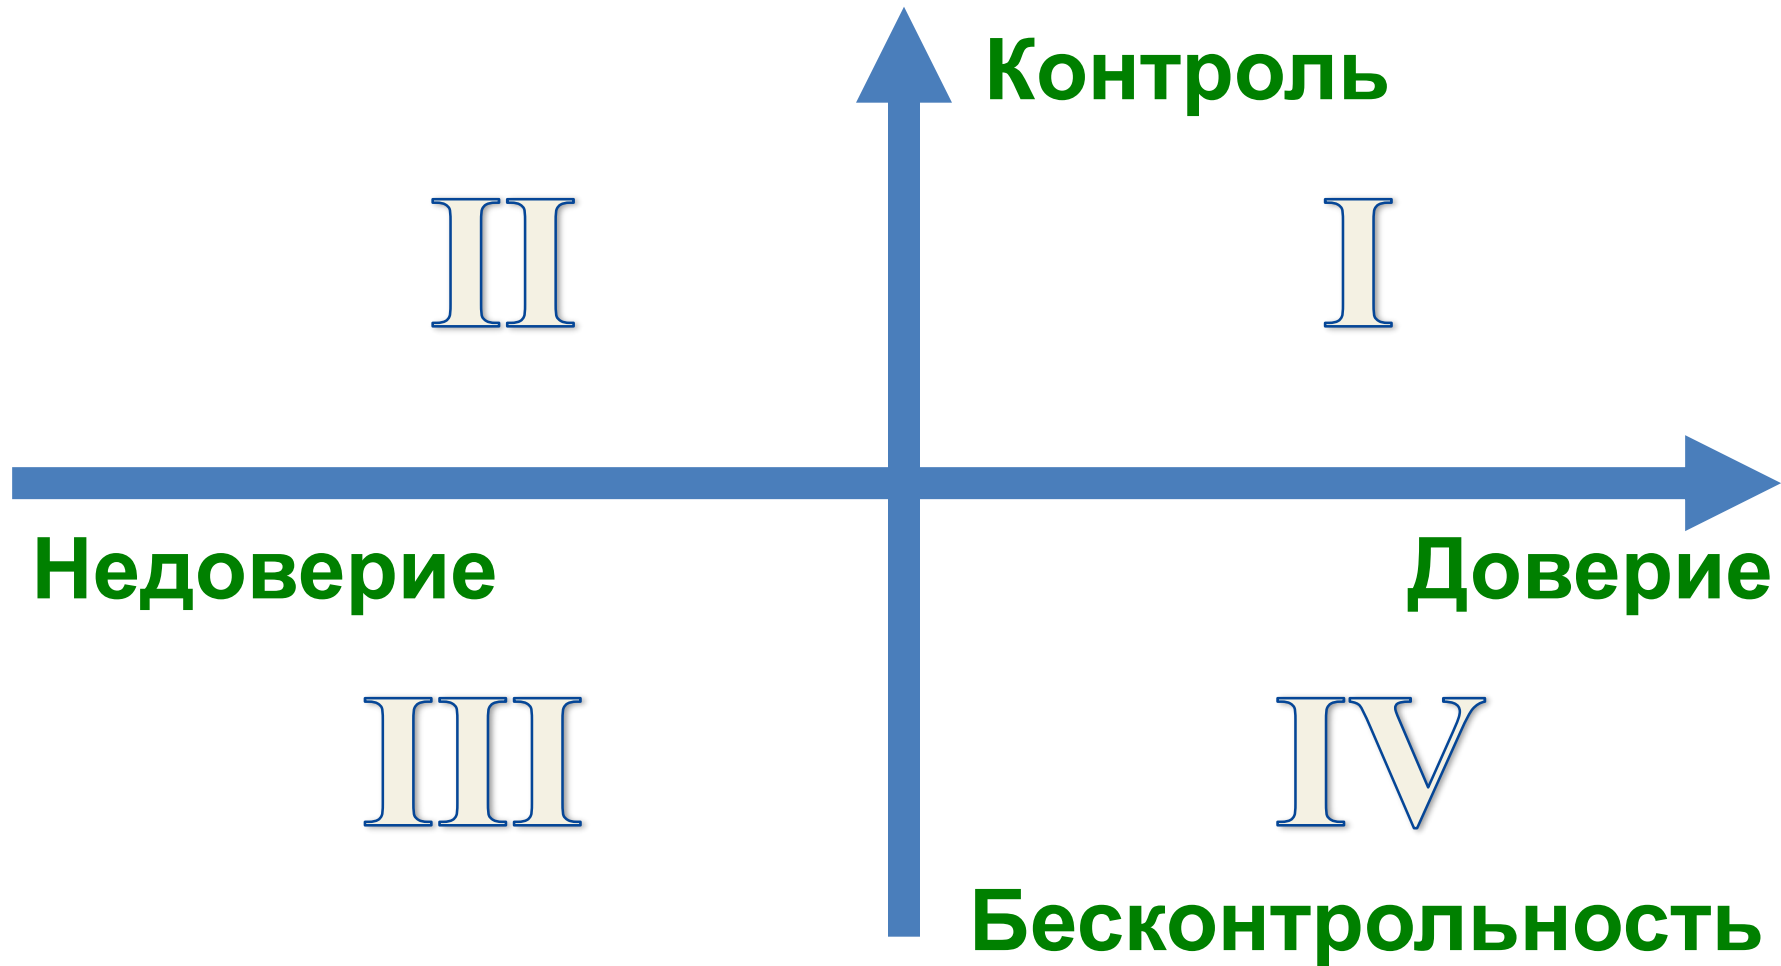 Контроль
II
I
Недоверие
Доверие
III
IV
Бесконтрольность